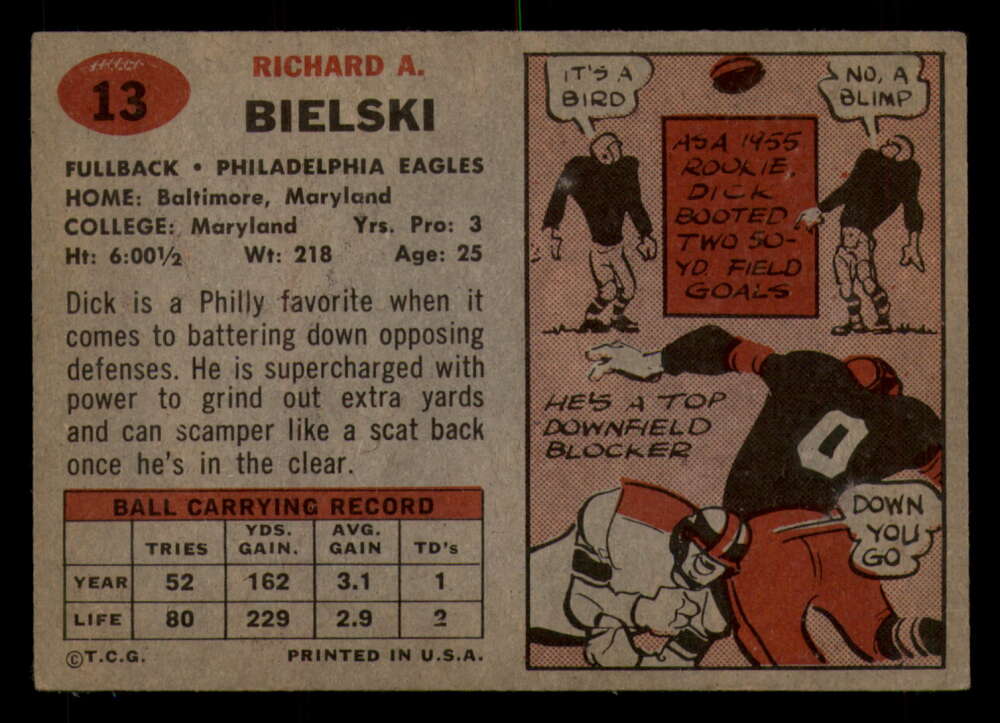 13
RICHARD A.
BIELSKI
FULLBACK • PHILADELPHIA EAGLES
HOME: Baltimore, Maryland
COLLEGE: Maryland Yrs. Pro: 3
Ht: 6:00½ Wt: 218 Age: 25
Dick is a Philly favorite when it
comes to battering down opposing
defenses. He is supercharged with
power to grind out extra yards
and can scamper like a scat back
once he's in the clear.
BALL CARRYING RECORD
TRIES YDS. GAIN. AVG. GAIN TD's
YEAR 52 162 3.1 1
LIFE 80 229 2.9 2
©T.C.G. PRINTED IN U.S.A.
IT'S A
BIRD
NO, A
BLIMP
AS A 1955
ROOKIE,
DICK
BOOTED
TWO 50-
YD. FIELD
GOALS
HE'S A TOP
DOWNFIELD
BLOCKER
0
DOWN
YOU
GO